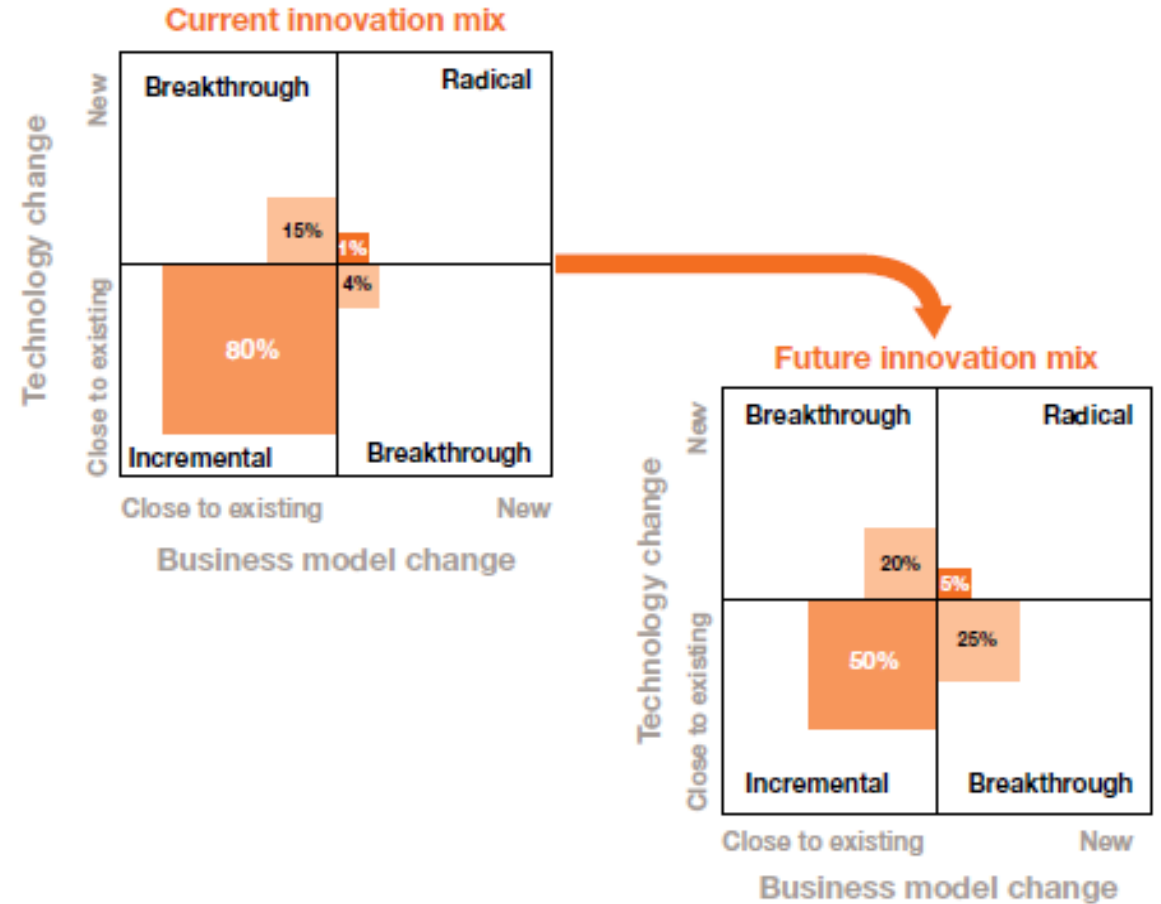 Current innovation mix
Technology change
New
Close to existing
Breakthrough
Radical
15%
1%
80%
4%
Incremental
Breakthrough
Close to existing
New
Business model change
Future innovation mix
Technology change
New
Close to existing
Breakthrough
Radical
20%
5%
50%
25%
Incremental
Breakthrough
Close to existing
New
Business model change